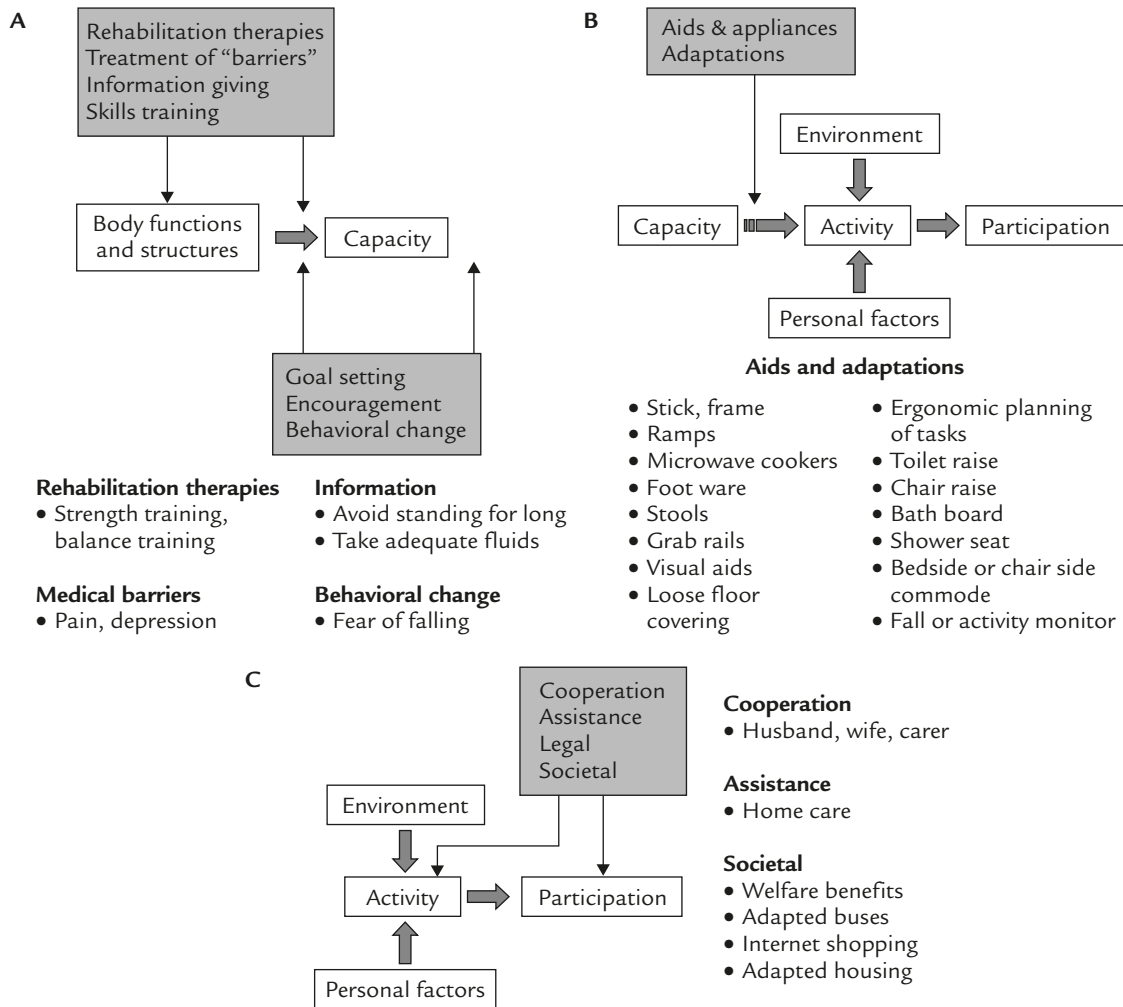 A
Rehabilitation therapies
Treatment of “barriers”
Information giving
Skills training
Body functions
and structures
Capacity
Goal setting
Encouragement
Behavioral change
Rehabilitation therapies
• Strength training,
balance training
Medical barriers
• Pain, depression
Information
• Avoid standing for long
• Take adequate fluids
Behavioral change
• Fear of falling
B
Aids & appliances
Adaptations
Environment
Capacity
Activity
Participation
Personal factors
Aids and adaptations
• Stick, frame
• Ramps
• Microwave cookers
• Foot ware
• Stools
• Grab rails
• Visual aids
• Loose floor
covering
• Ergonomic planning
of tasks
• Toilet raise
• Chair raise
• Bath board
• Shower seat
• Bedside or chair side
commode
• Fall or activity monitor
C
Cooperation
Assistance
Legal
Societal
Environment
Activity
Participation
Personal factors
Cooperation
• Husband, wife, carer
Assistance
• Home care
Societal
• Welfare benefits
• Adapted buses
• Internet shopping
• Adapted housing